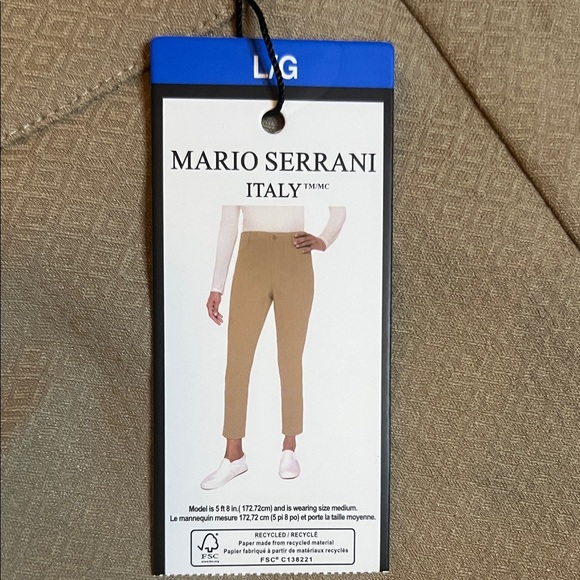 L/G
MARIO SERRANI
ITALY TM/MC
Model is 5 ft 8 in.( 172.72cm) and is wearing size medium.
Le mannequin mesure 172,72 cm (5 pi 8 po) et porte la taille moyenne.
FSC
RECYCLED / RECYCLÉ
Paper made from recycled material
Papier fabriqué à partir de matériaux recyclés
FSC® C138221